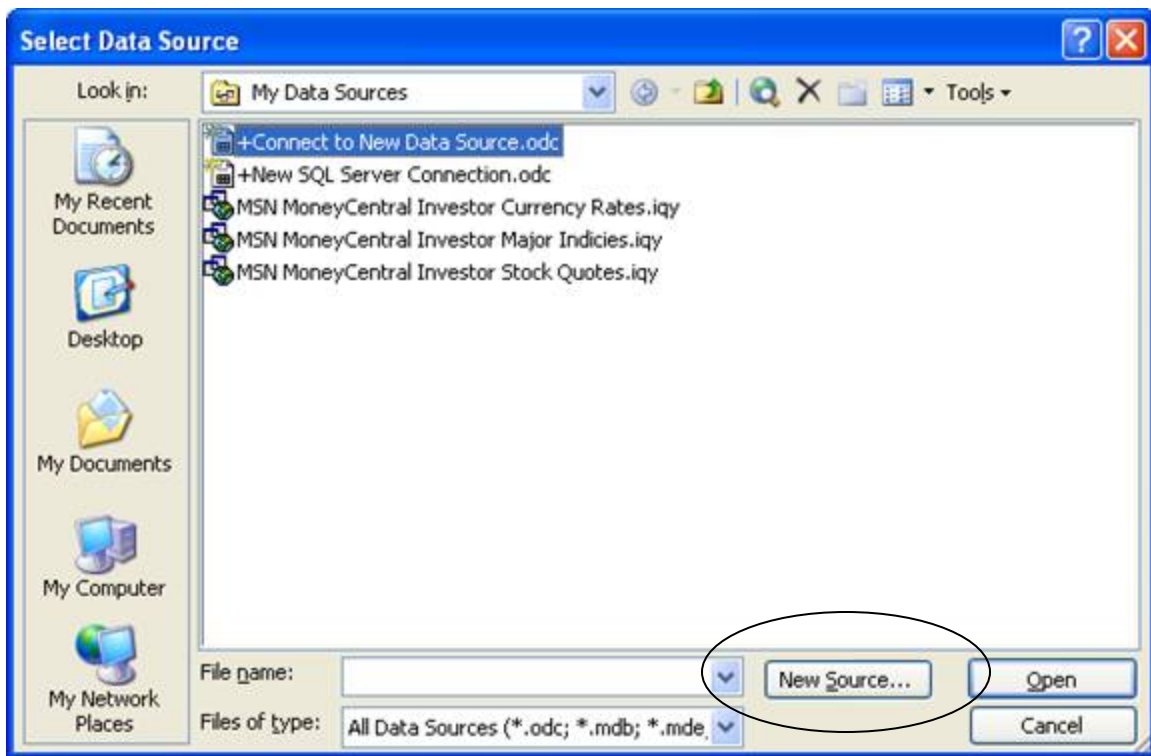 Select Data Source
Look in:
My Data Sources
Tools
+Connect to New Data Source.odc
+New SQL Server Connection.odc
MSN MoneyCentral Investor Currency Rates.iqy
MSN MoneyCentral Investor Major Indicies.iqy
MSN MoneyCentral Investor Stock Quotes.iqy
My Recent
Documents
Desktop
My Documents
My Computer
My Network
Places
File name:
New Source...
Open
Files of type:
All Data Sources (*.odc; *.mdb; *.mde;
Cancel